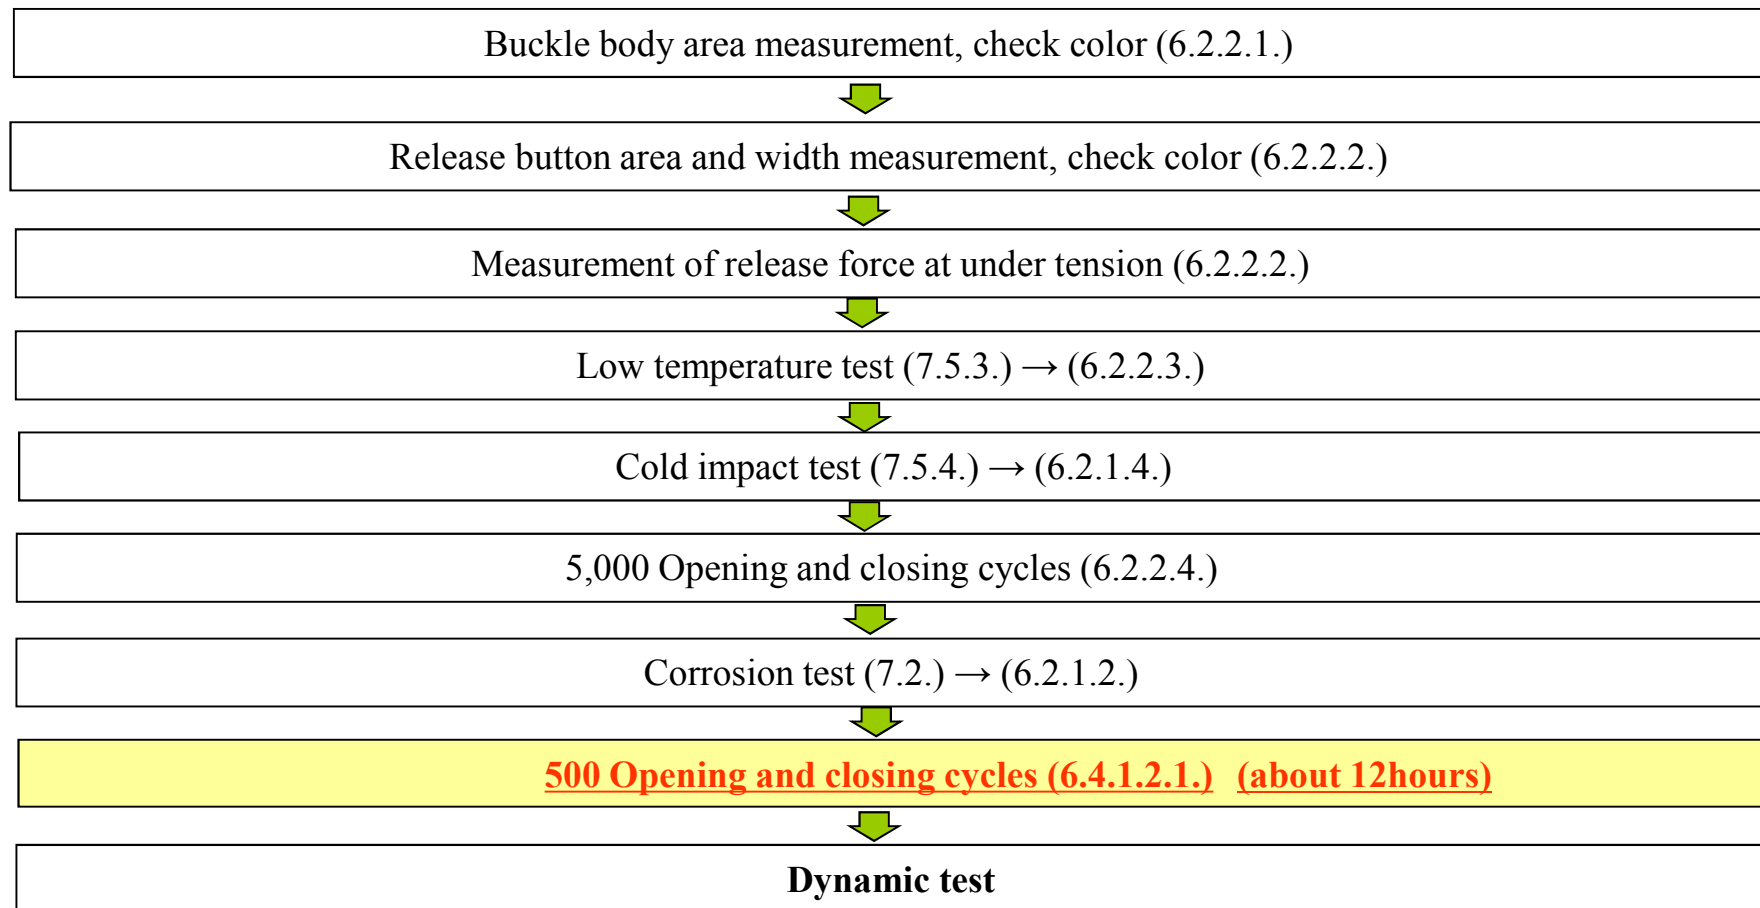 Buckle body area measurement, check color (6.2.2.1.)
Release button area and width measurement, check color (6.2.2.2.)
Measurement of release force at under tension (6.2.2.2.)
Low temperature test (7.5.3.) → (6.2.2.3.)
Cold impact test (7.5.4.) → (6.2.1.4.)
5,000 Opening and closing cycles (6.2.2.4.)
Corrosion test (7.2.) → (6.2.1.2.)
500 Opening and closing cycles (6.4.1.2.1.) (about 12hours)
Dynamic test